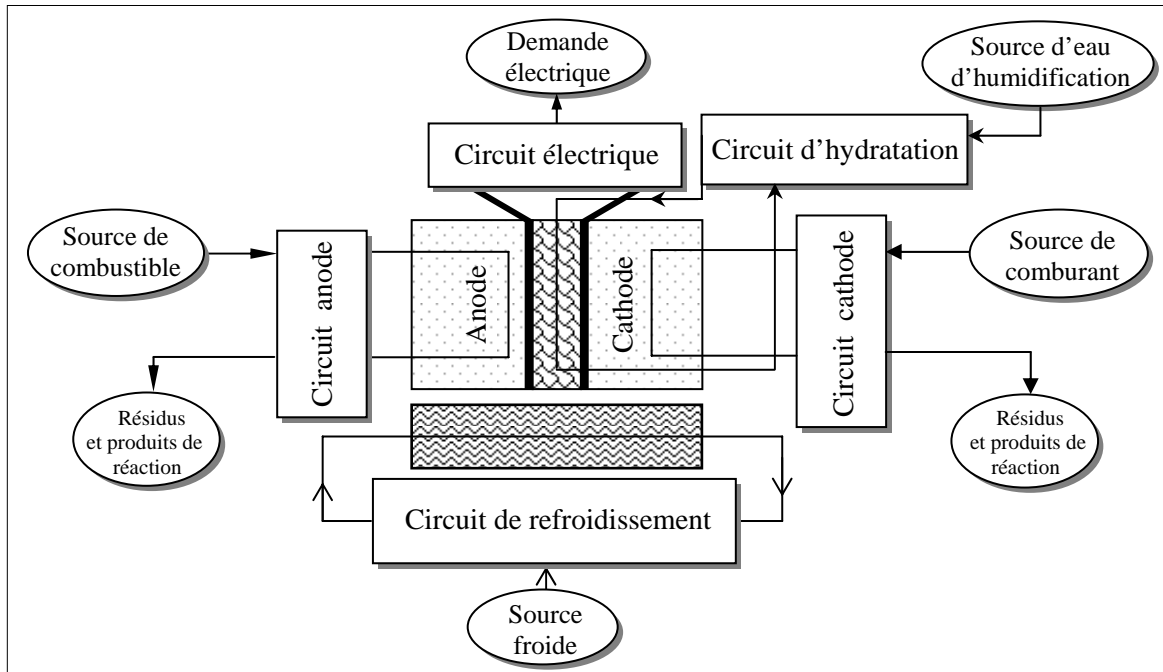 Demande
électrique
Source d'eau
d'humidification
Circuit électrique
Circuit d'hydratation
Source de
combustible
Circuit anode
Anode
Cathode
Circuit cathode
Source de
comburant
Résidus
et produits de
réaction
Résidus
et produits de
réaction
Circuit de refroidissement
Source
froide